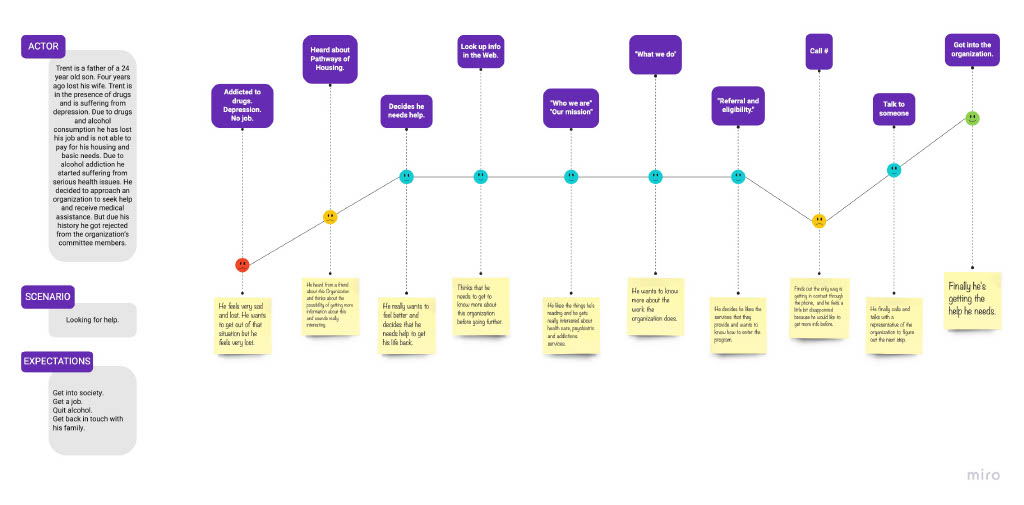 ACTOR
Trent is a father of a 24
year old son. Four years
ago lost his wife. Trent is
in the presence of drugs
and is suffering from
depression. Due to drugs
and alcohol
consumption he has lost
his job and is not able to
pay for his housing and
basic needs. Due to
alcohol addiction he
started suffering from
serious health issues. He
decided to approach an
organization to seek help
and receive medical
assistance. But due his
history he got rejected
from the organization's
committee members.
SCENARIO
Looking for help.
EXPECTATIONS
Get into society.
Get a job.
Quit alcohol.
Get back in touch with
his family.
Addicted to
drugs.
Depression.
No job.
Heard about
Pathways of
Housing.
Decides he
needs help.
Look up info
in the Web.
"Who we are"
"Our mission"
"What we do"
"Referral and
eligibility."
Call #
Talk to
someone
Got into the
organization.
He feels very sad
and lost. He wants
to get out of that
situation but he
feels very lost.
He heard from a friend
about this Organization
and thinks about the
possibility of getting more
information about this
and sounds really
interesting.
He really wants to
feel better and
decides that he
needs help to get
his life back.
Thinks that he
needs to get to
know more about
this organization
before going further.
He likes the things he's
reading and he gets
really interested about
health care, psychiatric
and addictions
services.
He wants to know
more about the
work the
organization does.
He decides he likes the
services that they
provide and wants to
know how to enter the
program.
Finds out the only way is
getting in contact through
the phone, and he feels a
little bit disappointed
because he would like to
get more info before.
He finally calls and
talks with a
representative of the
organization to figure
out the next step.
Finally he's
getting the
help he needs.
miro